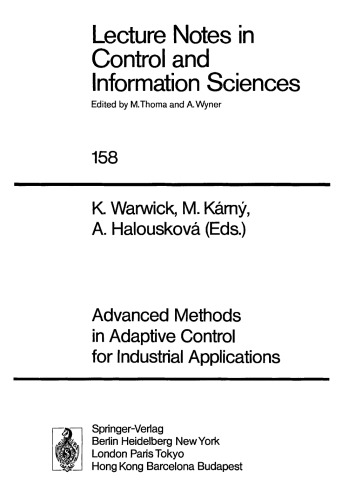 Lecture Notes in
Control and
Information Sciences
Edited by M. Thoma and A. Wyner
158
K. Warwick, M. Kárný,
A. Halousková (Eds.)
Advanced Methods
in Adaptive Control
for Industrial Applications
Springer-Verlag
Berlin Heidelberg New York
London Paris Tokyo
Hong Kong Barcelona Budapest